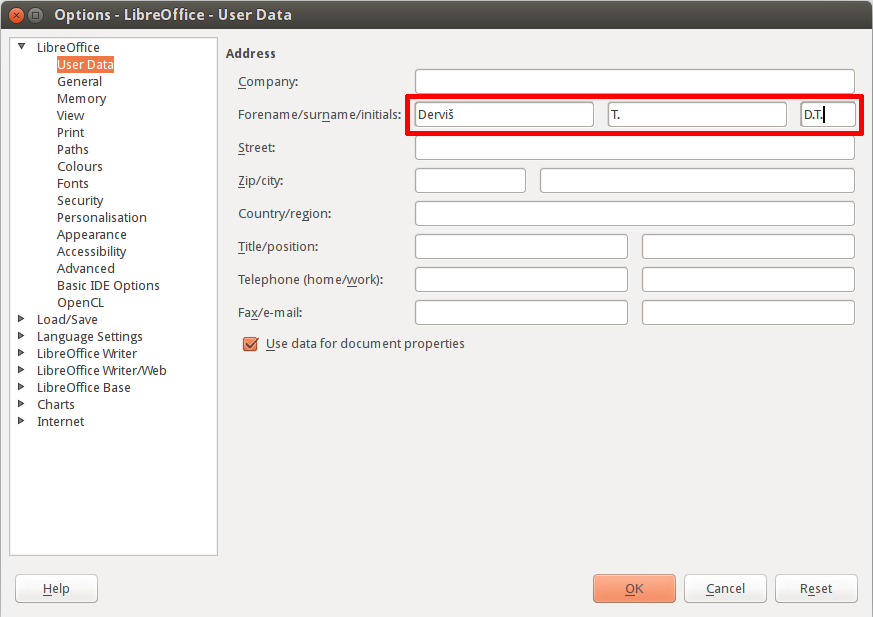 Options - LibreOffice - User Data
LibreOffice
User Data
General
Memory
View
Print
Paths
Colours
Fonts
Security
Personalisation
Appearance
Accessibility
Advanced
Basic IDE Options
OpenCL
Load/Save
Language Settings
LibreOffice Writer
LibreOffice Writer/Web
LibreOffice Base
Charts
Internet
Address
Company:
Forename/surname/initials: Derviš T. D.T.
Street:
Zip/city:
Country/region:
Title/position:
Telephone (home/work):
Fax/e-mail:
Use data for document properties
Help OK Cancel Reset